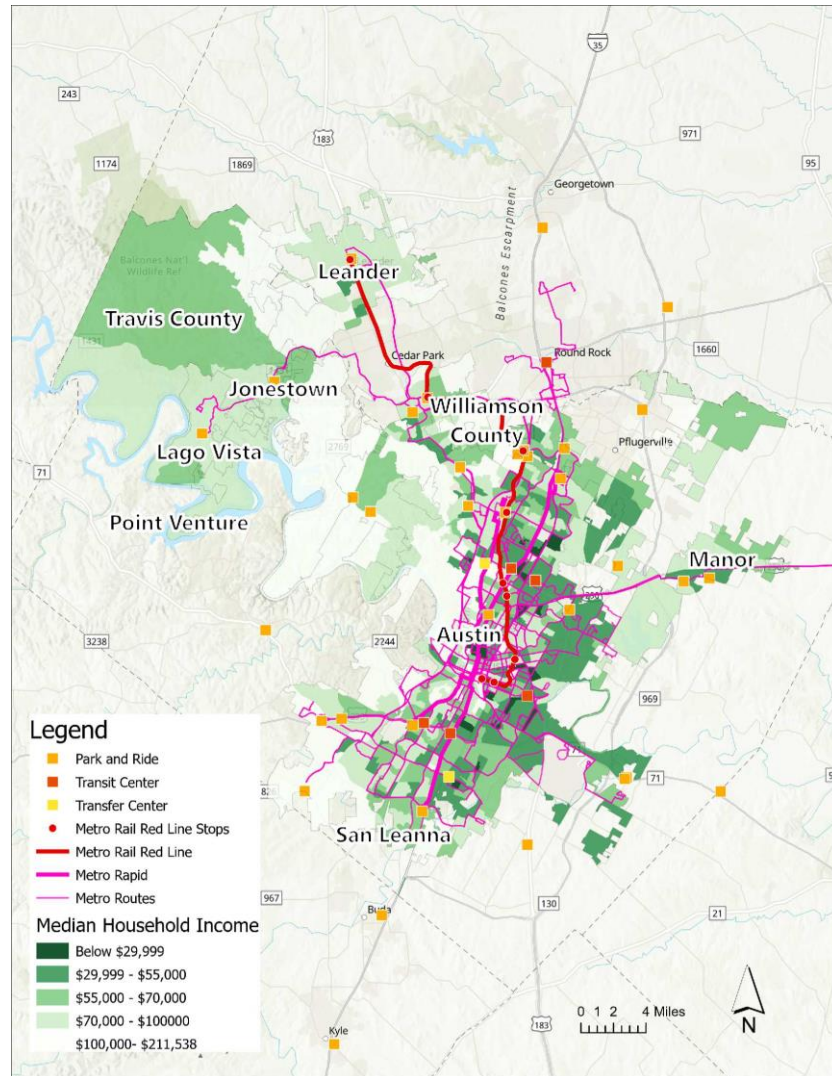 35
243
183
971
1174
1869
95
Georgetown
Balcones Escarpment
Balcones Nat'l
Wildlife Ref
Leander
Travis County
1431
Cedar Park
Round Rock
1660
Jonestown
Williamson
County
Pflugerville
Lago Vista
2769
71
Point Venture
Manor
290
3238
2244
Austin
969
Legend
Park and Ride
Transit Center
Transfer Center
Metro Rail Red Line Stops
Metro Rail Red Line
Metro Rapid
Metro Routes
Median Household Income
Below $29,999
$29,999 - $55,000
$55,000 - $70,000
$70,000 - $100000
$100,000- $211,538
71
San Leanna
967
130
Buda
21
0 1 2 4 Miles
N
183
Kyle